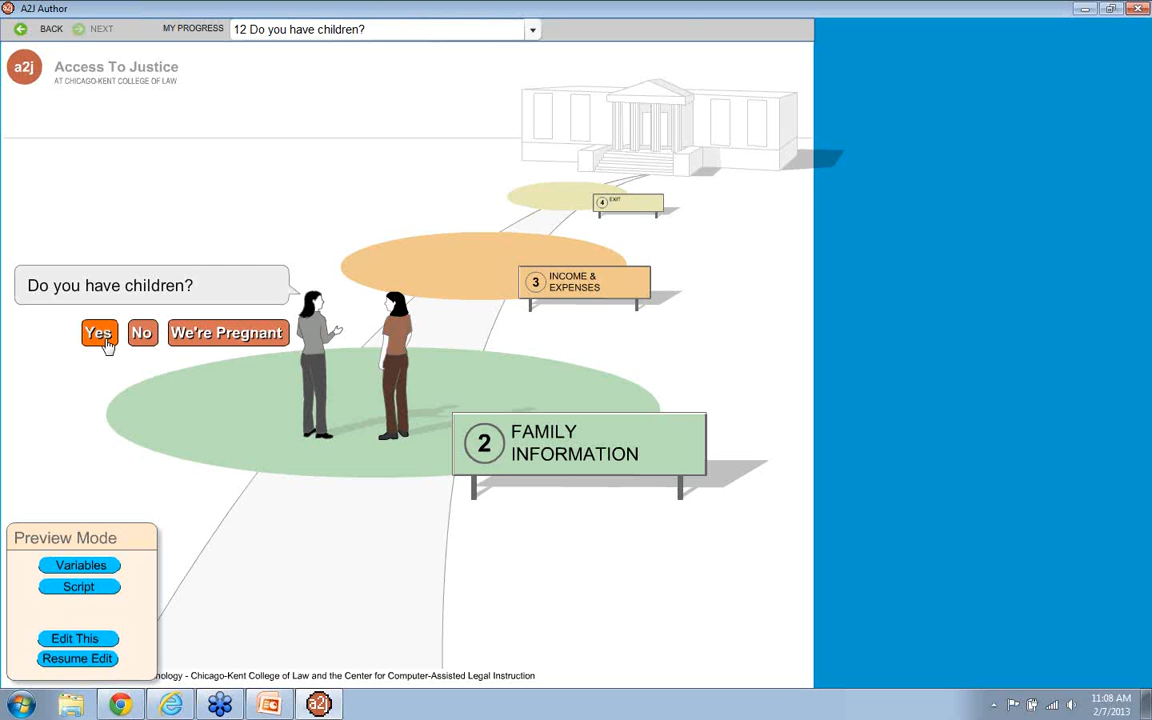 A2J Author
BACK NEXT MY PROGRESS 12 Do you have children?
a2j Access To Justice
AT CHICAGO-KENT COLLEGE OF LAW
4 EXIT
3 INCOME &
EXPENSES
Do you have children?
Yes No We're Pregnant
2 FAMILY
INFORMATION
Preview Mode
Variables
Script
Edit This
Resume Edit
nology - Chicago-Kent College of Law and the Center for Computer-Assisted Legal Instruction
11:08 AM
2/7/2013